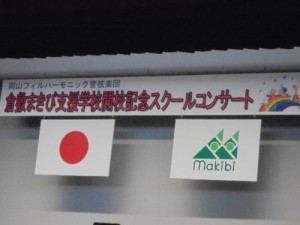 岡山フィルハーモニック管弦楽団
倉敷まきび支援学校開校記念スクールコンサート
Makibi